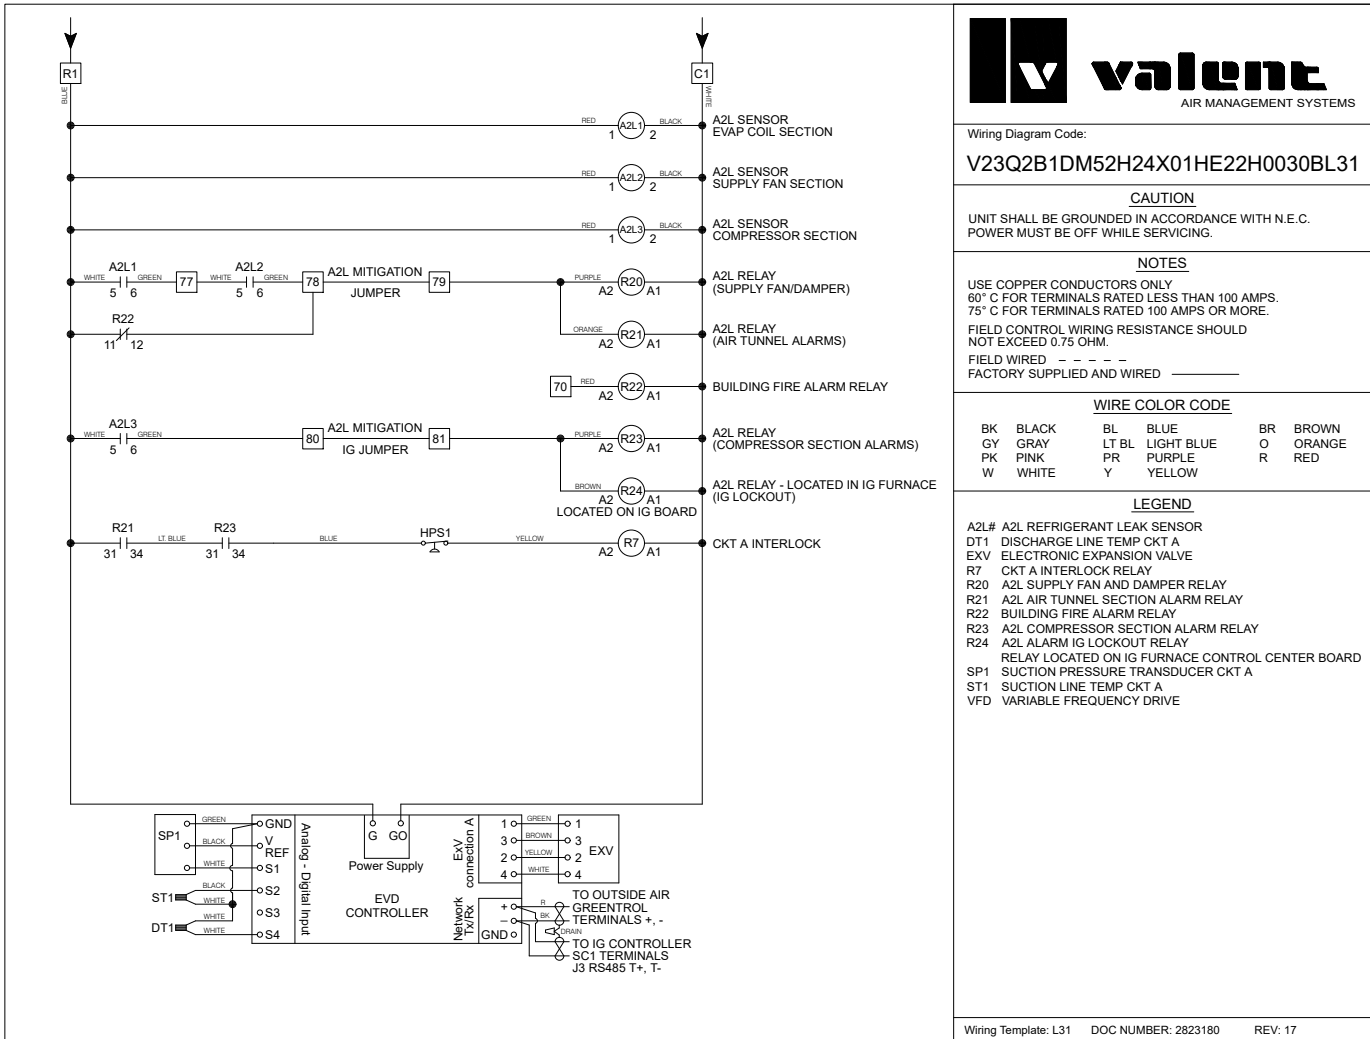 R1
C1
BLUE
WHITE
RED 1 A2L1 2 BLACK
A2L SENSOR
EVAP COIL SECTION
RED 1 A2L2 2 BLACK
A2L SENSOR
SUPPLY FAN SECTION
RED 1 A2L3 2 BLACK
A2L SENSOR
COMPRESSOR SECTION
A2L1
WHITE GREEN
5 6
77
A2L2
WHITE GREEN
5 6
78
A2L MITIGATION
JUMPER
79
PURPLE
A2 R20 A1
A2L RELAY
(SUPPLY FAN/DAMPER)
R22
11 12
ORANGE
A2 R21 A1
A2L RELAY
(AIR TUNNEL ALARMS)
70 RED
A2 R22 A1
BUILDING FIRE ALARM RELAY
A2L3
WHITE GREEN
5 6
80
A2L MITIGATION
IG JUMPER
81
PURPLE
A2 R23 A1
A2L RELAY
(COMPRESSOR SECTION ALARMS)
BROWN
A2 R24 A1
LOCATED ON IG BOARD
A2L RELAY - LOCATED IN IG FURNACE
(IG LOCKOUT)
R21
31 34
LT. BLUE
R23
31 34
BLUE
HPS1
YELLOW
A2 R7 A1
CKT A INTERLOCK
SP1
GREEN
BLACK
WHITE
ST1
BLACK
WHITE
DT1
WHITE
WHITE
GND
V
REF
S1
S2
S3
S4
Analog - Digital Input
G GO
Power Supply
EVD
CONTROLLER
ExV
connection A
1 GREEN 1
3 BROWN 3
2 YELLOW 2
4 WHITE 4
EXV
Network
Tx/Rx
+
–
GND
R
BK
DRAIN
TO OUTSIDE AIR
GREENTROL
TERMINALS +, -
TO IG CONTROLLER
SC1 TERMINALS
J3 RS485 T+, T-
v valent
AIR MANAGEMENT SYSTEMS
Wiring Diagram Code:
V23Q2B1DM52H24X01HE22H0030BL31
CAUTION
UNIT SHALL BE GROUNDED IN ACCORDANCE WITH N.E.C.
POWER MUST BE OFF WHILE SERVICING.
NOTES
USE COPPER CONDUCTORS ONLY
60° C FOR TERMINALS RATED LESS THAN 100 AMPS.
75° C FOR TERMINALS RATED 100 AMPS OR MORE.
FIELD CONTROL WIRING RESISTANCE SHOULD
NOT EXCEED 0.75 OHM.
FIELD WIRED
FACTORY SUPPLIED AND WIRED
WIRE COLOR CODE
BK BLACK BL BLUE BR BROWN
GY GRAY LT BL LIGHT BLUE O ORANGE
PK PINK PR PURPLE R RED
W WHITE Y YELLOW
LEGEND
A2L# A2L REFRIGERANT LEAK SENSOR
DT1 DISCHARGE LINE TEMP CKT A
EXV ELECTRONIC EXPANSION VALVE
R7 CKT A INTERLOCK RELAY
R20 A2L SUPPLY FAN AND DAMPER RELAY
R21 A2L AIR TUNNEL SECTION ALARM RELAY
R22 BUILDING FIRE ALARM RELAY
R23 A2L COMPRESSOR SECTION ALARM RELAY
R24 A2L ALARM IG LOCKOUT RELAY
RELAY LOCATED ON IG FURNACE CONTROL CENTER BOARD
SP1 SUCTION PRESSURE TRANSDUCER CKT A
ST1 SUCTION LINE TEMP CKT A
VFD VARIABLE FREQUENCY DRIVE
Wiring Template: L31 DOC NUMBER: 2823180 REV: 17